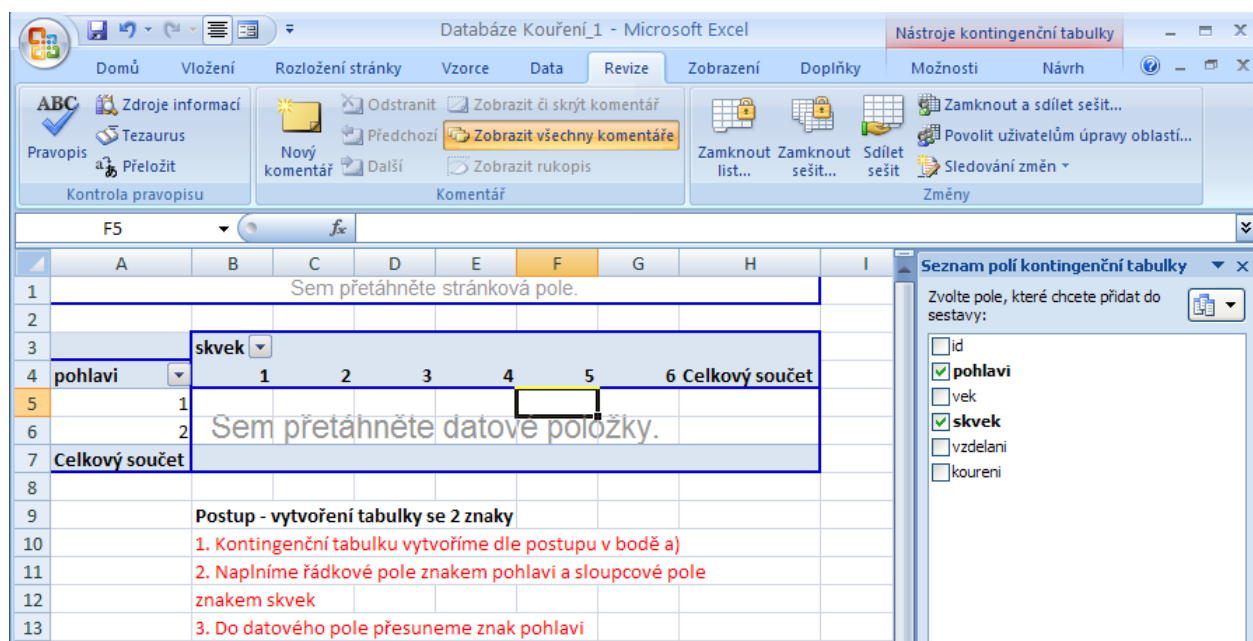 Databáze Kouření_1 - Microsoft Excel
Nástroje kontingenční tabulky
Domů Vložení Rozložení stránky Vzorce Data Revize Zobrazení Doplňky Možnosti Návrh
ABC
Pravopis
Zdroje informací
Tezaurus
Přeložit
Kontrola pravopisu
Nový
komentář
Odstranit
Předchozí
Další
Zobrazit či skrýt komentář
Zobrazit všechny komentáře
Zobrazit rukopis
Komentář
Zamknout
list...
Zamknout
sešit...
Sdílet
sešit
Zamknout a sdílet sešit...
Povolit uživatelům úpravy oblastí...
Sledování změn
Změny
F5 fx
A B C D E F G H I
1 Sem přetáhněte stránková pole.
2
3 skvek
4 pohlavi 1 2 3 4 5 6 Celkový součet
5 1
6 2
Sem přetáhněte datové položky.
7 Celkový součet
8
9 Postup - vytvoření tabulky se 2 znaky
10 1. Kontingenční tabulku vytvoříme dle postupu v bodě a)
11 2. Naplníme řádkové pole znakem pohlavi a sloupcové pole
12 znakem skvek
13 3. Do datového pole přesuneme znak pohlavi
Seznam polí kontingenční tabulky
Zvolte pole, které chcete přidat do
sestavy:
id
pohlavi
vek
skvek
vzdelani
koureni